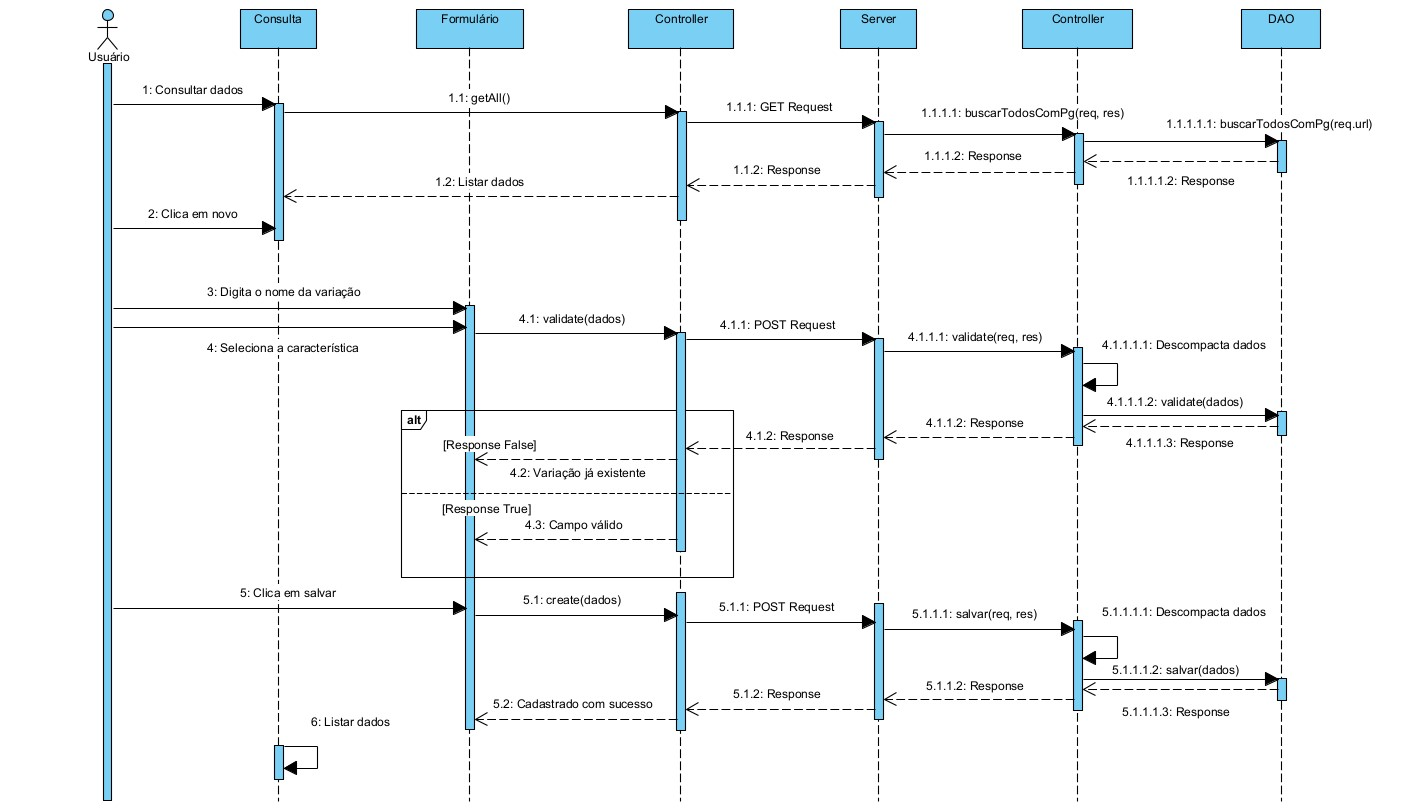 Usuário
Consulta
Formulário
Controller
Server
Controller
DAO
1: Consultar dados
1.1: getAll()
1.1.1: GET Request
1.1.1.1: buscarTodosComPg(req, res)
1.1.1.1.1: buscarTodosComPg(req.url)
1.1.1.1.2: Response
1.1.1.2: Response
1.1.2: Response
1.2: Listar dados
2: Clica em novo
3: Digita o nome da variação
4: Seleciona a característica
4.1: validate(dados)
4.1.1: POST Request
4.1.1.1: validate(req, res)
4.1.1.1.1: Descompacta dados
4.1.1.1.2: validate(dados)
4.1.1.1.3: Response
4.1.1.2: Response
4.1.2: Response
alt
[Response False]
4.2: Variação já existente
[Response True]
4.3: Campo válido
5: Clica em salvar
5.1: create(dados)
5.1.1: POST Request
5.1.1.1: salvar(req, res)
5.1.1.1.1: Descompacta dados
5.1.1.1.2: salvar(dados)
5.1.1.1.3: Response
5.1.1.2: Response
5.1.2: Response
5.2: Cadastrado com sucesso
6: Listar dados